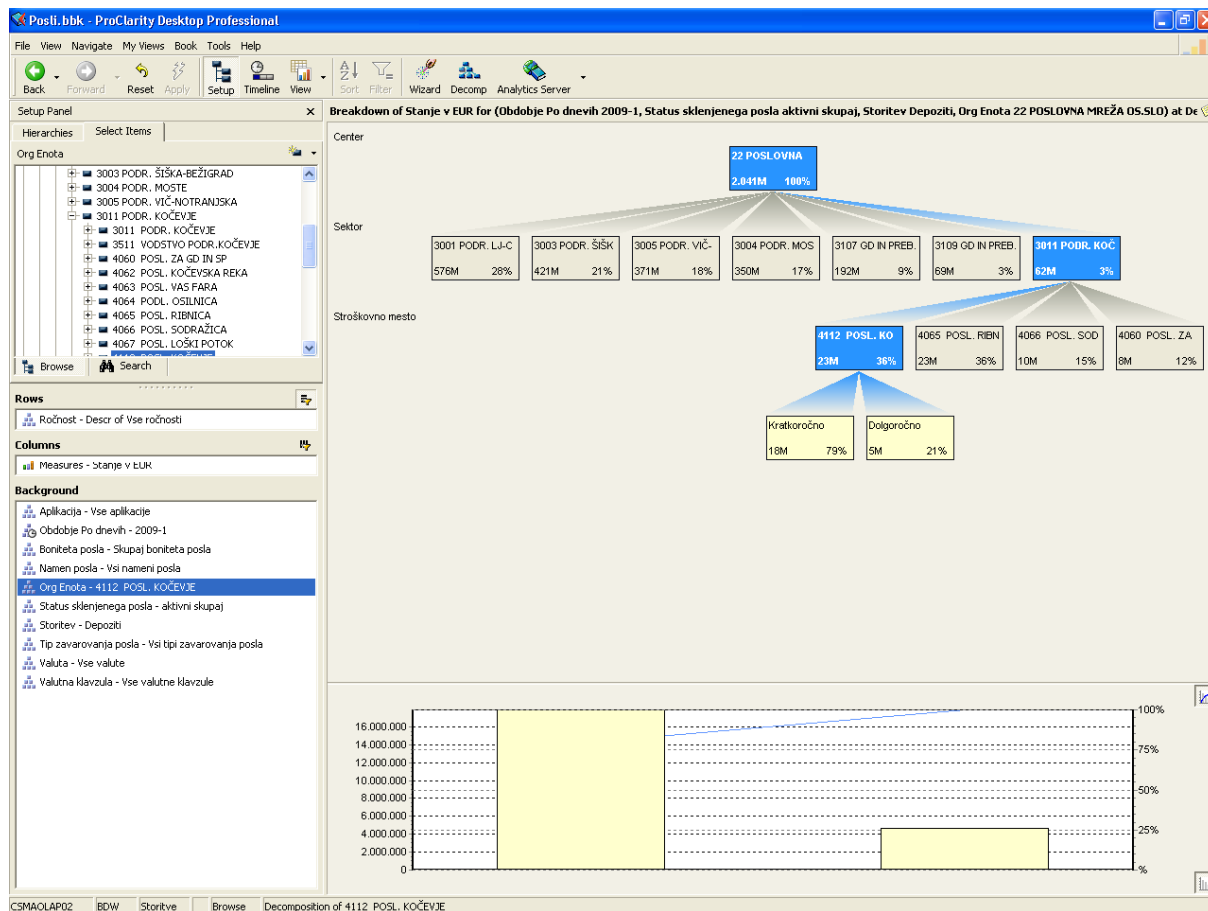 Posli.bbk - ProClarity Desktop Professional
File View Navigate My Views Book Tools Help
Back Forward Reset Apply Setup Timeline View Sort Filter Wizard Decomp Analytics Server
Setup Panel
Hierarchies Select Items
Org Enota
3003 PODR. ŠIŠKA-BEŽIGRAD
3004 PODR. MOSTE
3005 PODR. VIČ-NOTRANJSKA
3011 PODR. KOČEVJE
3011 PODR. KOČEVJE
3511 VODSTVO PODR.KOČEVJE
4060 POSL. ZA GD IN SP
4062 POSL. KOČEVSKA REKA
4063 POSL. VAS FARA
4064 PODL. OSILNICA
4065 POSL. RIBNICA
4066 POSL. SODRAŽICA
4067 POSL. LOŠKI POTOK
4112 POSL. KOČEVJE
Browse Search
Rows
Ročnost - Descr of Vse ročnosti
Columns
Measures - Stanje v EUR
Background
Aplikacija - Vse aplikacije
Obdobje Po dnevih - 2009-1
Boniteta posla - Skupaj boniteta posla
Namen posla - Vsi nameni posla
Org Enota - 4112 POSL. KOČEVJE
Status sklenjenega posla - aktivni skupaj
Storitev - Depoziti
Tip zavarovanja posla - Vsi tipi zavarovanja posla
Valuta - Vse valute
Valutna klavzula - Vse valutne klavzule
Breakdown of Stanje v EUR for (Obdobje Po dnevih 2009-1, Status sklenjenega posla aktivni skupaj, Storitev Depoziti, Org Enota 22 POSLOVNA MREŽA OS.SLO) at De
Center
22 POSLOVNA
2.041M 100%
Sektor
3001 PODR. LJ-C 3003 PODR. ŠIŠK 3005 PODR. VIČ- 3004 PODR. MOS 3107 GD IN PREB. 3109 GD IN PREB. 3011 PODR. KOČ
576M 28% 421M 21% 371M 18% 350M 17% 192M 9% 69M 3% 62M 3%
Stroškovno mesto
4112 POSL. KO 4065 POSL. RIBN 4066 POSL. SOD 4060 POSL. ZA
23M 36% 23M 36% 10M 15% 8M 12%
Kratkoročno Dolgoročno
18M 79% 5M 21%
16.000.000
14.000.000
12.000.000
10.000.000
8.000.000
6.000.000
4.000.000
2.000.000
0
100%
75%
50%
25%
%
CSMAOLAP02 BDW Storitve Browse Decomposition of 4112 POSL. KOČEVJE